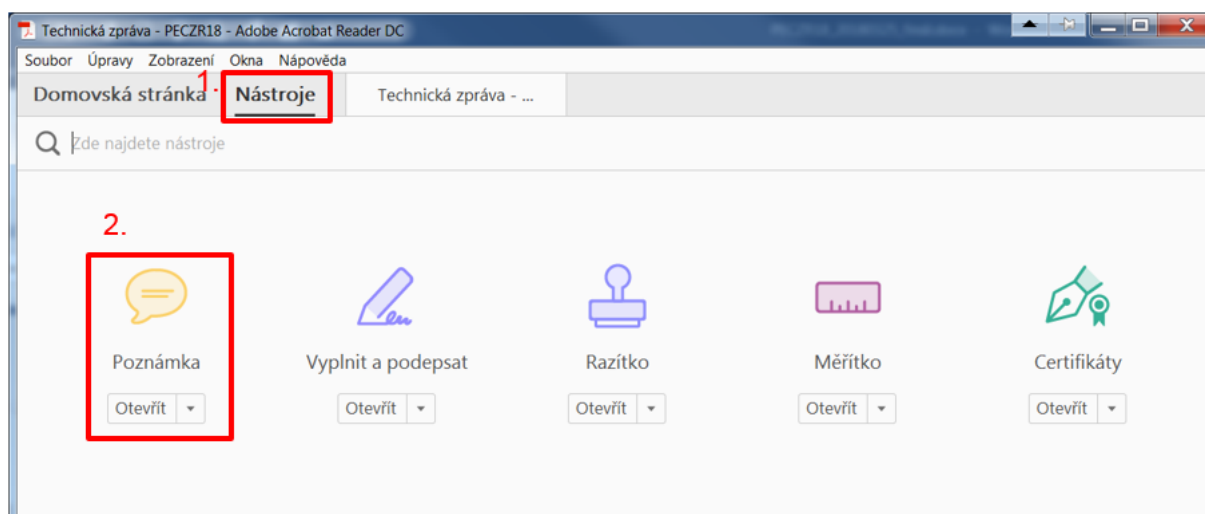 Technická zpráva - PECZR18 - Adobe Acrobat Reader DC
Soubor Úpravy Zobrazení Okna Nápověda
1.
Domovská stránka Nástroje Technická zpráva - ...
Zde najdete nástroje
2.
Poznámka Vyplnit a podepsat Razítko Měřítko Certifikáty
Otevřít Otevřít Otevřít Otevřít Otevřít